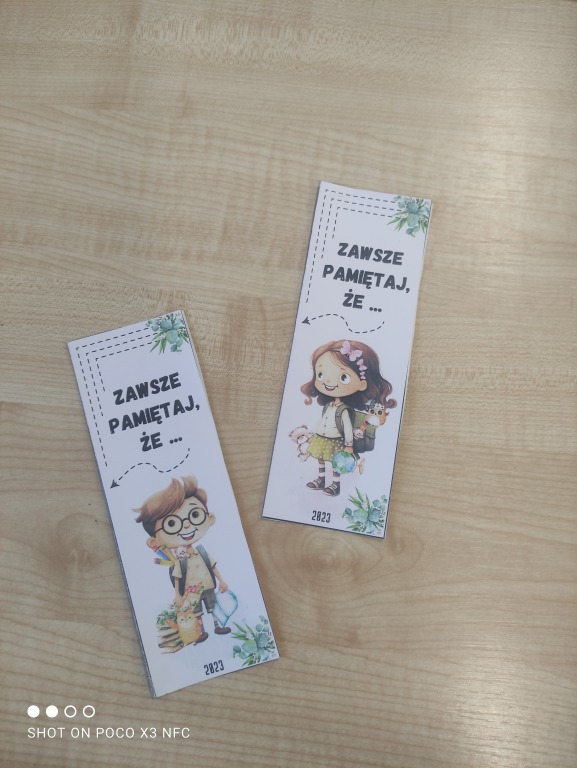 ZAWSZE
PAMIĘTAJ,
ŻE ...
2023
ZAWSZE
PAMIĘTAJ,
ŻE ...
2023
SHOT ON POCO X3 NFC